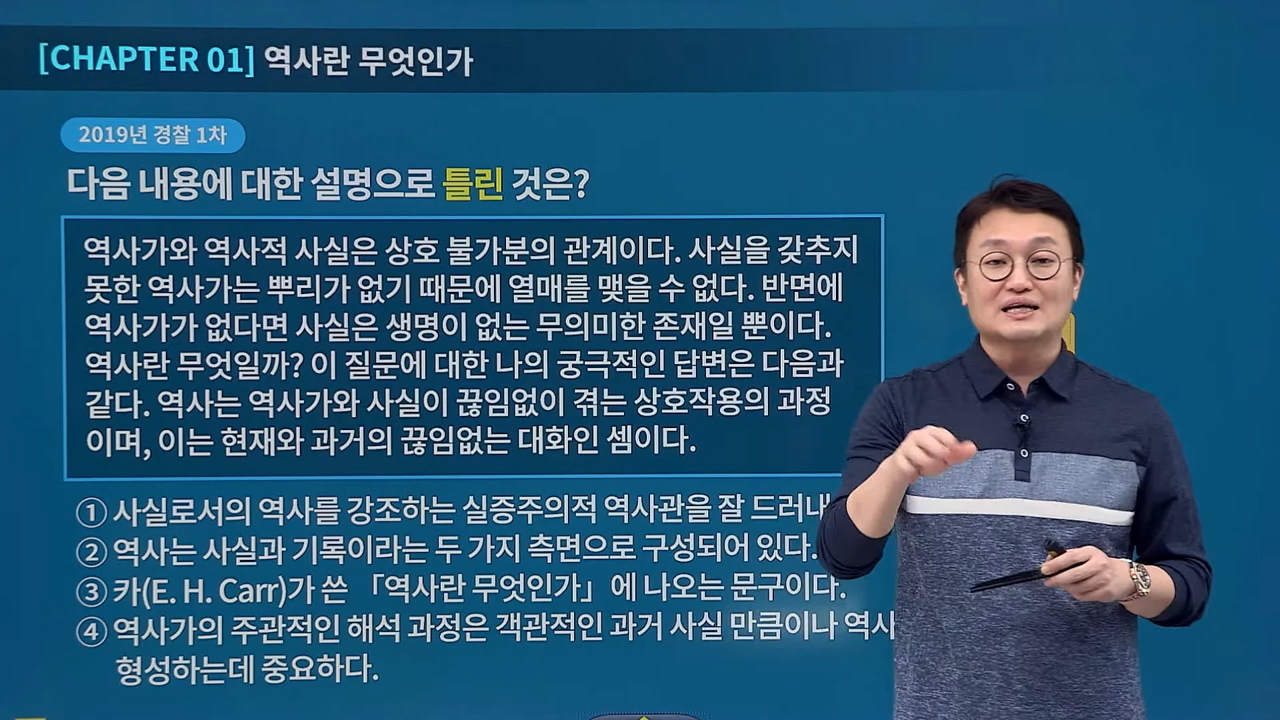 [CHAPTER 01] 역사란 무엇인가
2019년 경찰 1차
다음 내용에 대한 설명으로 틀린 것은?
역사가와 역사적 사실은 상호 불가분의 관계이다. 사실을 갖추지
못한 역사가는 뿌리가 없기 때문에 열매를 맺을 수 없다. 반면에
역사가가 없다면 사실은 생명이 없는 무의미한 존재일 뿐이다.
역사란 무엇일까? 이 질문에 대한 나의 궁극적인 답변은 다음과
같다. 역사는 역사가와 사실이 끊임없이 겪는 상호작용의 과정
이며, 이는 현재와 과거의 끊임없는 대화인 셈이다.
① 사실로서의 역사를 강조하는 실증주의적 역사관을 잘
② 역사는 사실과 기록이라는 두 가지 측면으로 구성되어 있다.
③ 카(E. H. Carr)가 쓴 「역사란 무엇인가」에 나오는 문구이다.
④ 역사가의 주관적인 해석 과정은 객관적인 과거 사실 만큼이나 역사
형성하는데 중요하다.